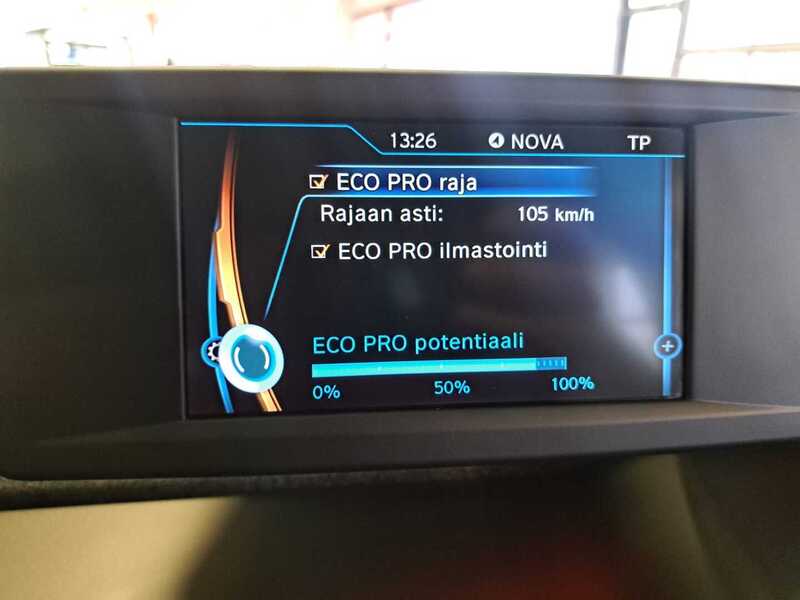 13:26 NOVA TP
ECO PRO raja
Rajaan asti: 105 km/h
ECO PRO ilmastointi
ECO PRO potentiaali
0% 50% 100%